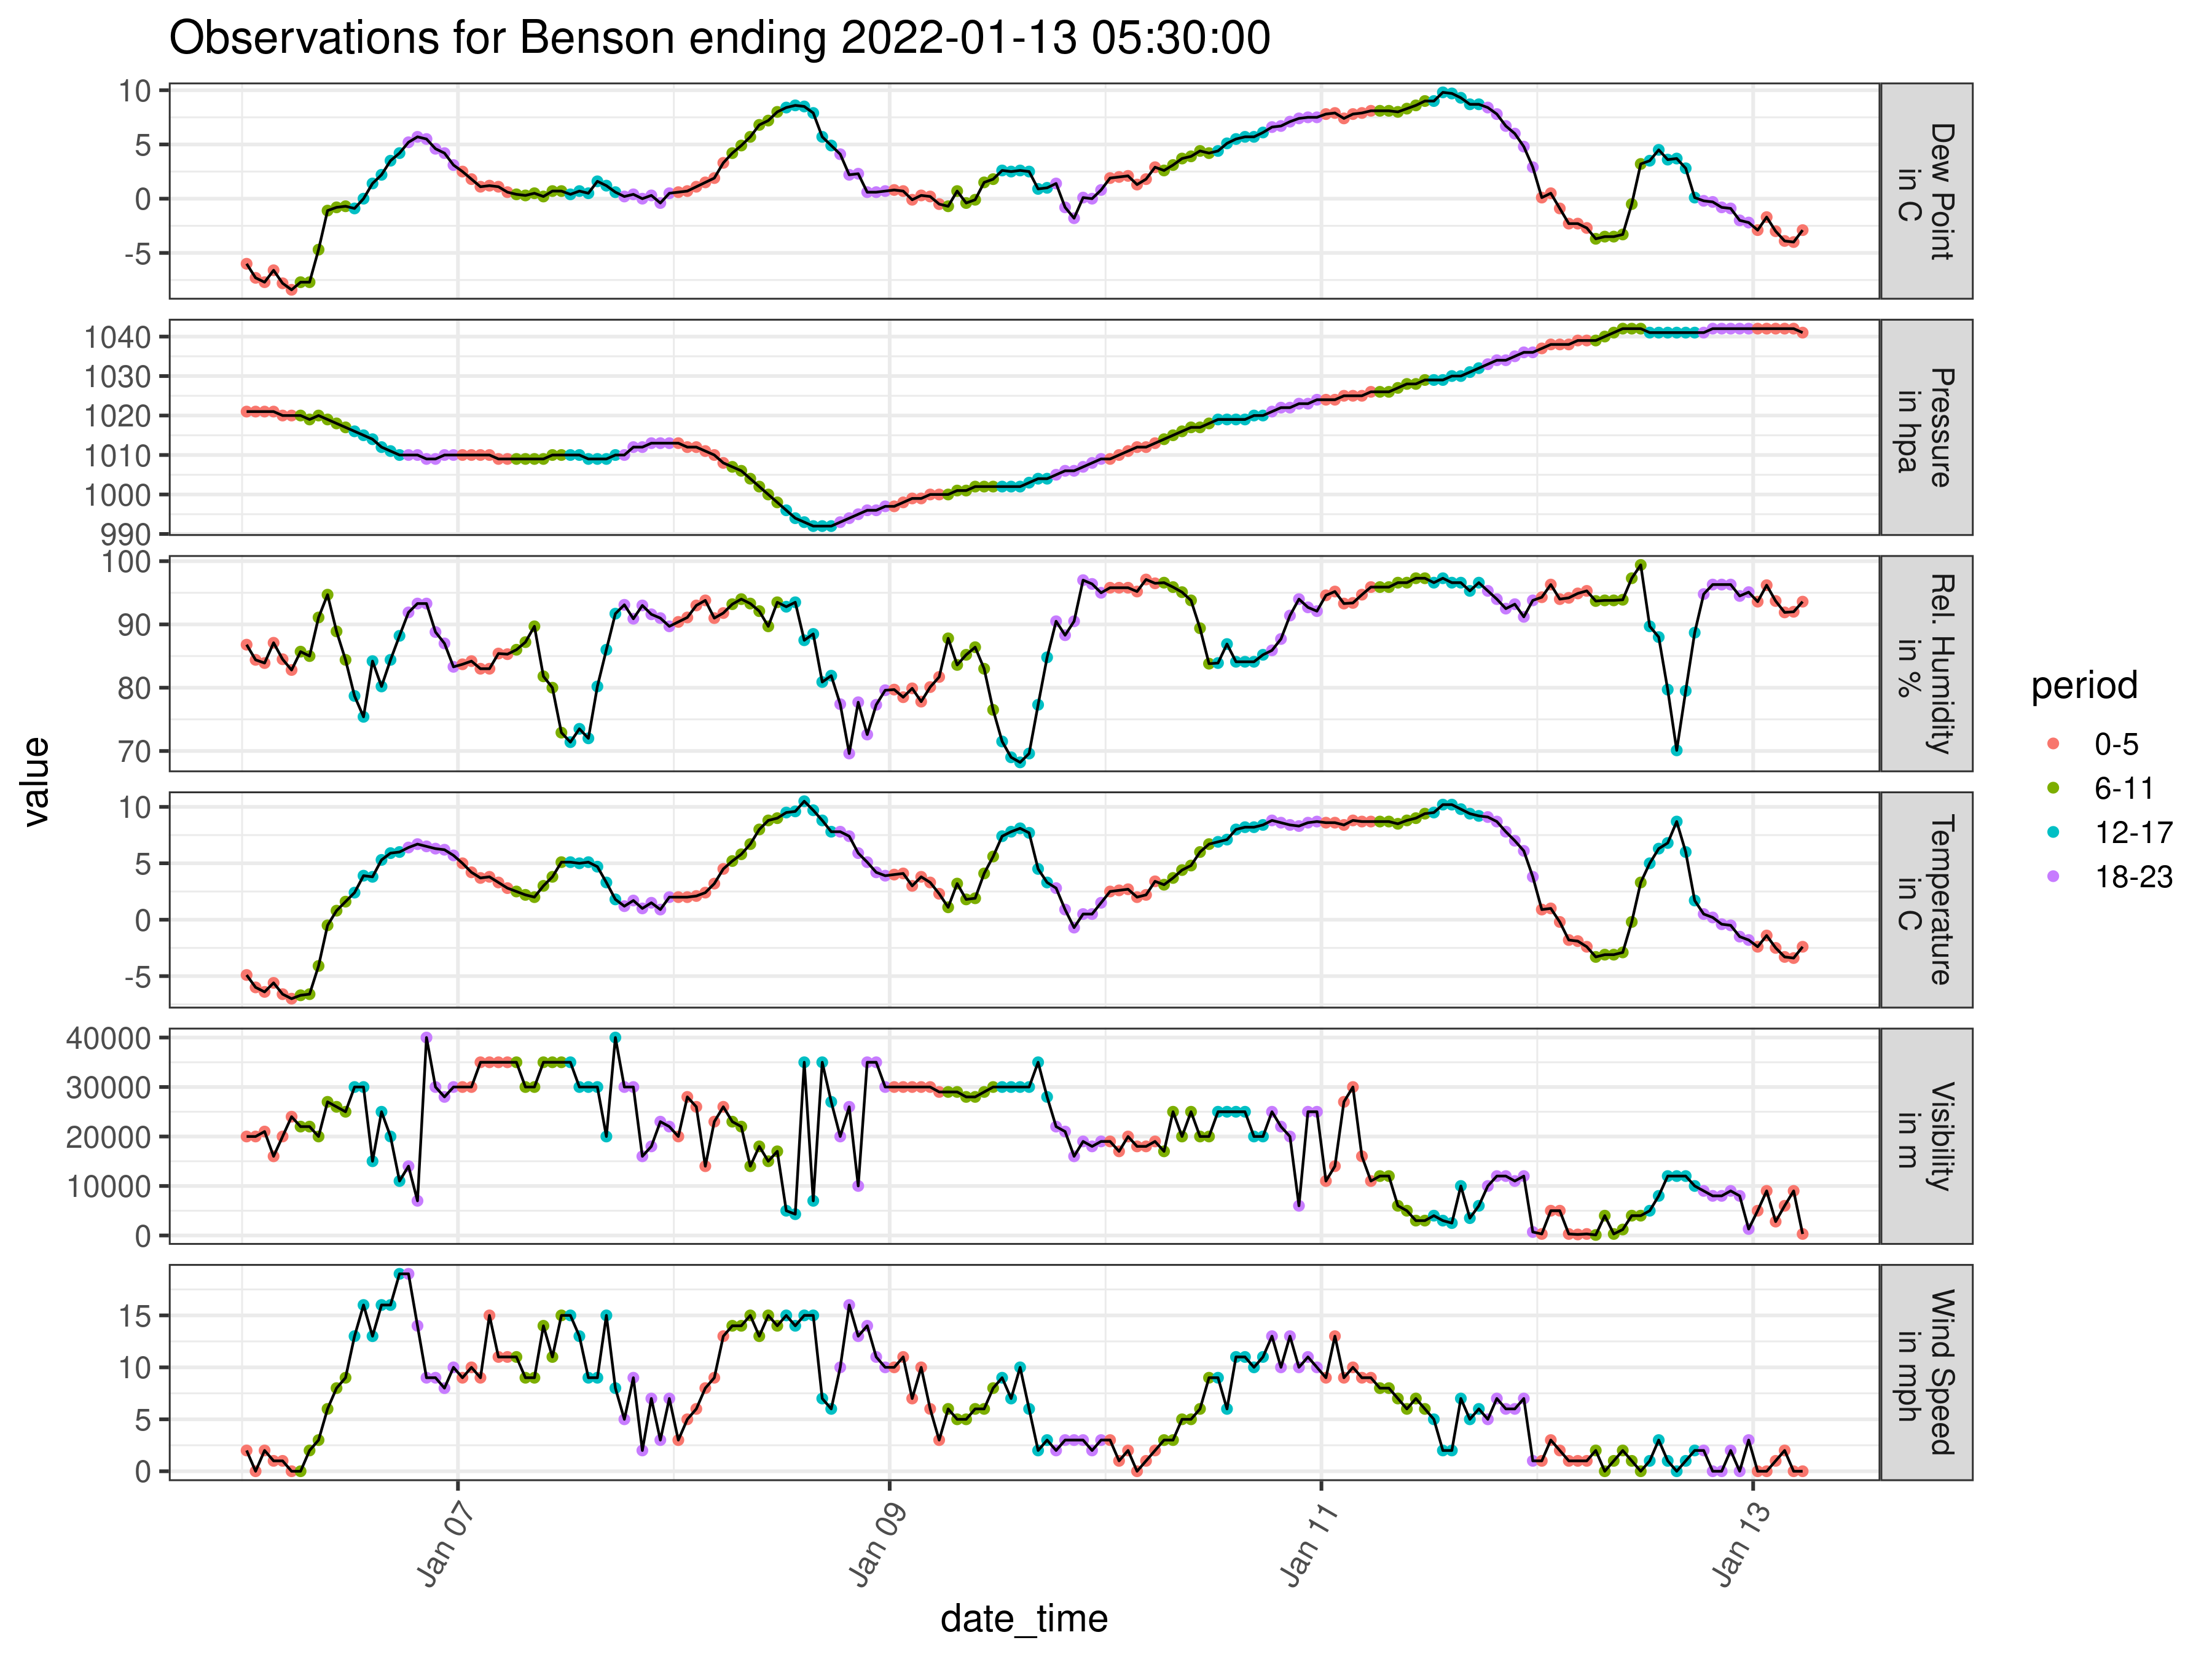 Observations for Benson ending 2022-01-13 05:30:00
value
10
5
0
-5
Dew Point
in C
1040
1030
1020
1010
1000
990
Pressure
in hpa
100
90
80
70
Rel. Humidity
in %
10
5
0
-5
Temperature
in C
40000
30000
20000
10000
0
Visibility
in m
15
10
5
0
Wind Speed
in mph
Jan 07
Jan 09
Jan 11
Jan 13
date_time
period
0-5
6-11
12-17
18-23